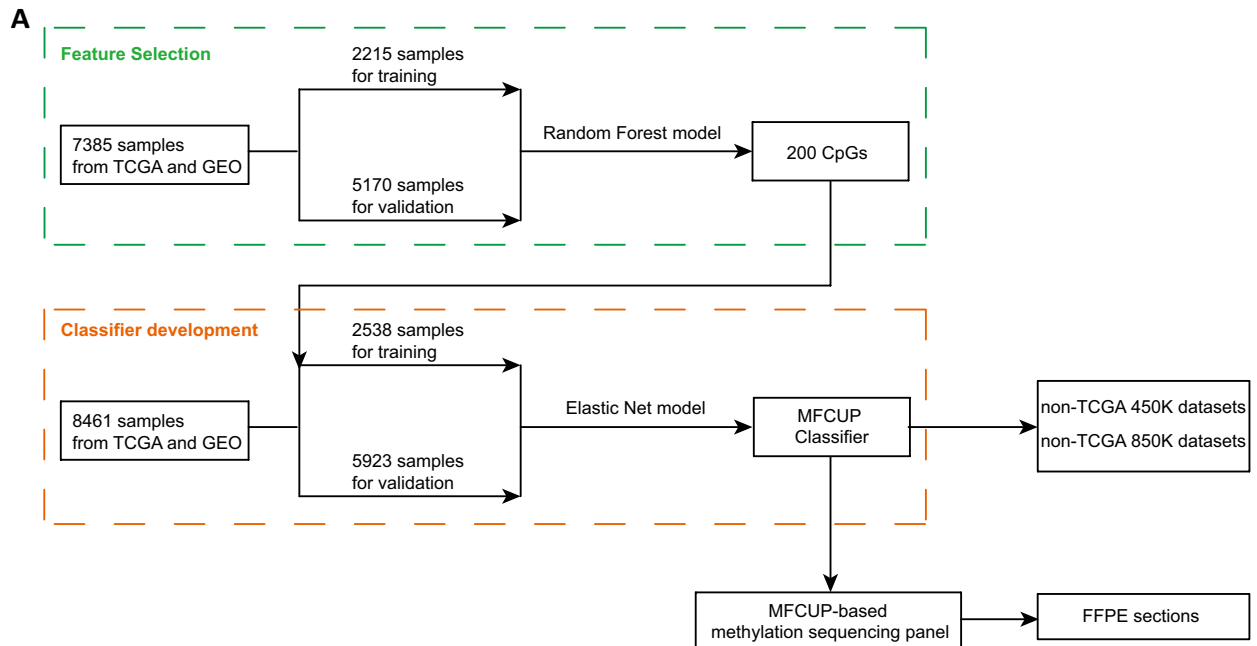 A
Feature Selection
2215 samples
for training
7385 samples
from TCGA and GEO
Random Forest model
200 CpGs
5170 samples
for validation
Classifier development
2538 samples
for training
8461 samples
from TCGA and GEO
Elastic Net model
MFCUP
Classifier
non-TCGA 450K datasets
non-TCGA 850K datasets
5923 samples
for validation
MFCUP-based
methylation sequencing panel
FFPE sections